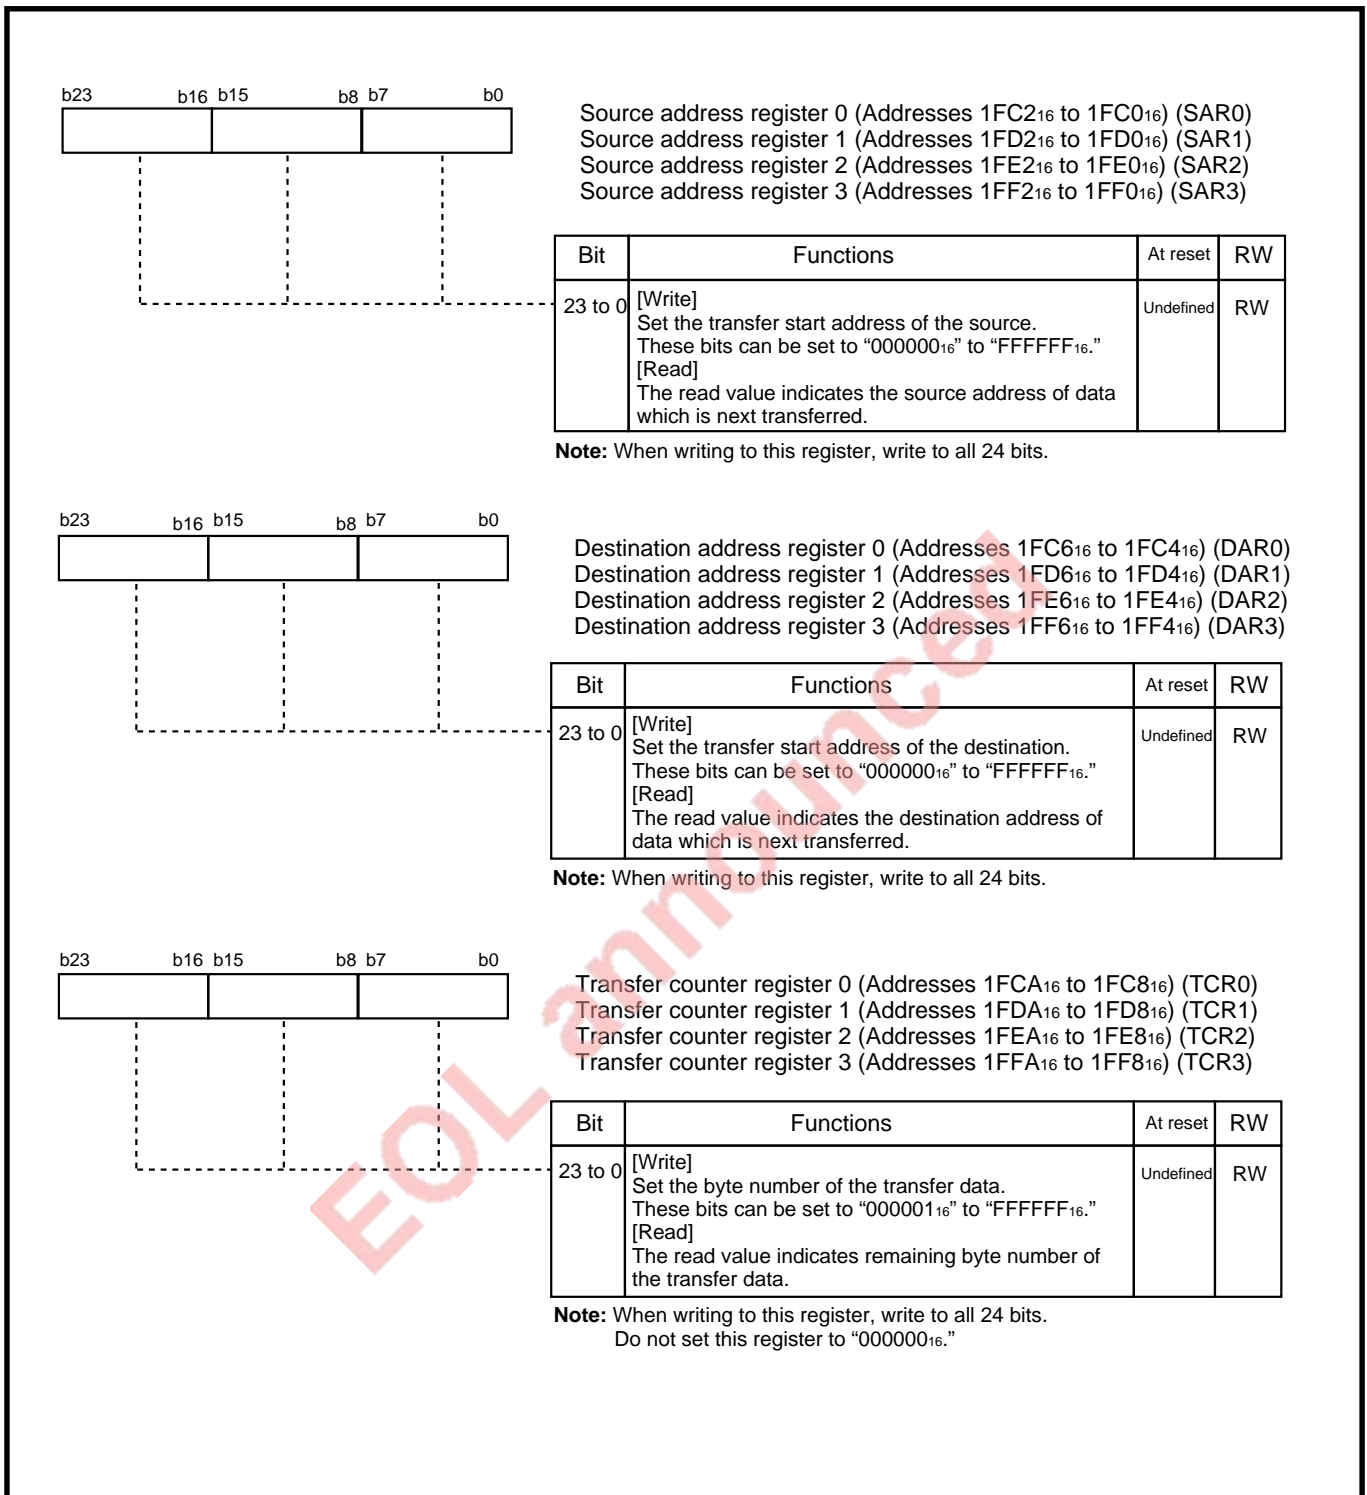 b23 b16 b15 b8 b7 b0
Source address register 0 (Addresses 1FC2₁₆ to 1FC0₁₆) (SAR0)
Source address register 1 (Addresses 1FD2₁₆ to 1FD0₁₆) (SAR1)
Source address register 2 (Addresses 1FE2₁₆ to 1FE0₁₆) (SAR2)
Source address register 3 (Addresses 1FF2₁₆ to 1FF0₁₆) (SAR3)
Bit Functions At reset RW
23 to 0 [Write] Undefined RW
Set the transfer start address of the source.
These bits can be set to “000000₁₆” to “FFFFFF₁₆.”
[Read]
The read value indicates the source address of data
which is next transferred.
Note: When writing to this register, write to all 24 bits.
b23 b16 b15 b8 b7 b0
Destination address register 0 (Addresses 1FC6₁₆ to 1FC4₁₆) (DAR0)
Destination address register 1 (Addresses 1FD6₁₆ to 1FD4₁₆) (DAR1)
Destination address register 2 (Addresses 1FE6₁₆ to 1FE4₁₆) (DAR2)
Destination address register 3 (Addresses 1FF6₁₆ to 1FF4₁₆) (DAR3)
Bit Functions At reset RW
23 to 0 [Write] Undefined RW
Set the transfer start address of the destination.
These bits can be set to “000000₁₆” to “FFFFFF₁₆.”
[Read]
The read value indicates the destination address of
data which is next transferred.
Note: When writing to this register, write to all 24 bits.
b23 b16 b15 b8 b7 b0
Transfer counter register 0 (Addresses 1FCA₁₆ to 1FC8₁₆) (TCR0)
Transfer counter register 1 (Addresses 1FDA₁₆ to 1FD8₁₆) (TCR1)
Transfer counter register 2 (Addresses 1FEA₁₆ to 1FE8₁₆) (TCR2)
Transfer counter register 3 (Addresses 1FFA₁₆ to 1FF8₁₆) (TCR3)
Bit Functions At reset RW
23 to 0 [Write] Undefined RW
Set the byte number of the transfer data.
These bits can be set to “000001₁₆” to “FFFFFF₁₆.”
[Read]
The read value indicates remaining byte number of
the transfer data.
Note: When writing to this register, write to all 24 bits.
Do not set this register to “000000₁₆.”
EOL announced